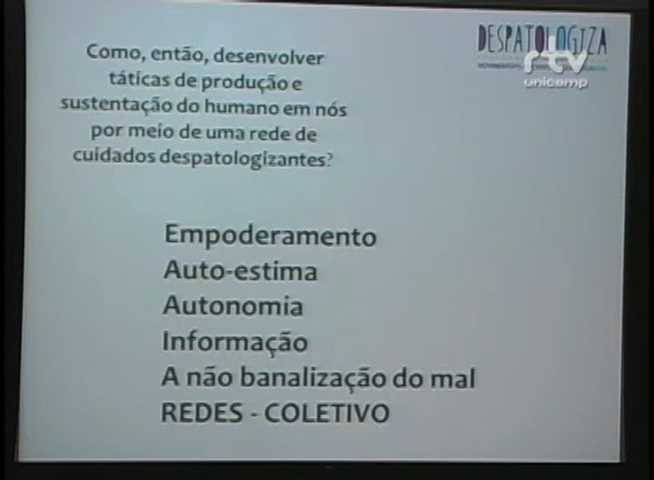 DESPATOLOGIZA
rtv
unicamp
Como, então, desenvolver
táticas de produção e
sustentação do humano em nós
por meio de uma rede de
cuidados despatologizantes?
Empoderamento
Auto-estima
Autonomia
Informação
A não banalização do mal
REDES - COLETIVO